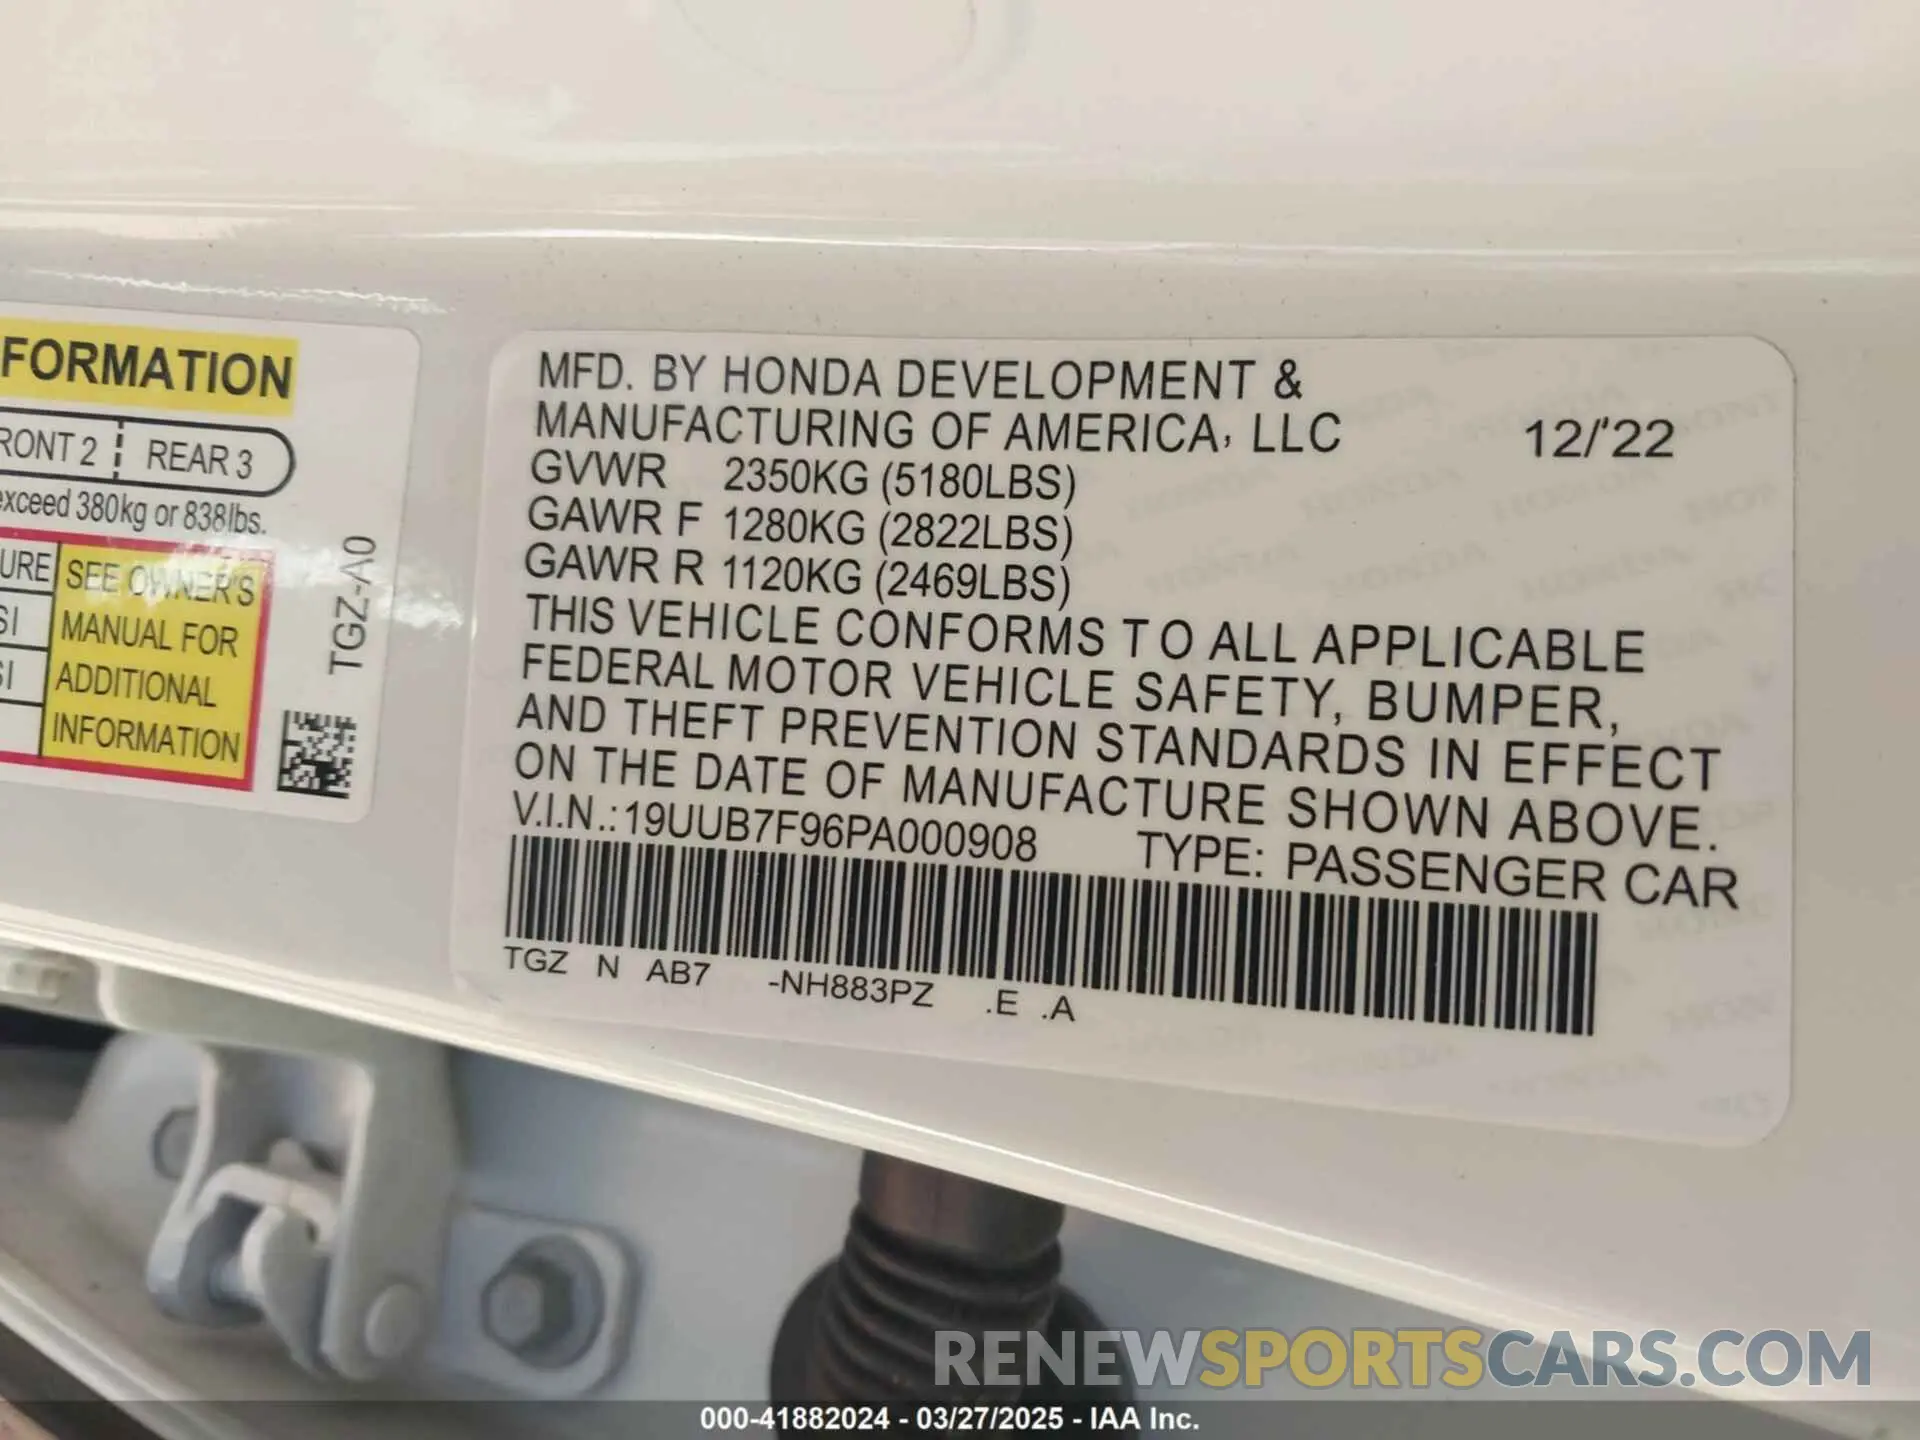 FORMATION
RONT 2 REAR 3
exceed 380kg or 838lbs.
URE SEE OWNER'S
SI MANUAL FOR
SI ADDITIONAL
INFORMATION
TGZ-A0
MFD. BY HONDA DEVELOPMENT &
MANUFACTURING OF AMERICA, LLC 12/'22
GVWR 2350KG (5180LBS)
GAWR F 1280KG (2822LBS)
GAWR R 1120KG (2469LBS)
THIS VEHICLE CONFORMS TO ALL APPLICABLE
FEDERAL MOTOR VEHICLE SAFETY, BUMPER,
AND THEFT PREVENTION STANDARDS IN EFFECT
ON THE DATE OF MANUFACTURE SHOWN ABOVE.
V.I.N.:19UUB7F96PA000908 TYPE: PASSENGER CAR
TGZ N AB7 -NH883PZ .E .A
RENEWSPORTSCARS.COM
000-41882024 - 03/27/2025 - IAA Inc.